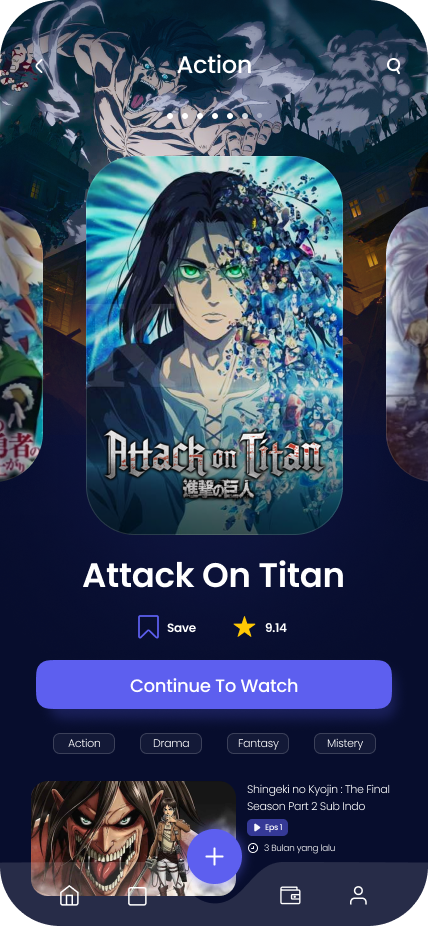 Action
Attack on Titan
進撃の巨人
Attack On Titan
Save
9.14
Continue To Watch
Action
Drama
Fantasy
Mistery
Shingeki no Kyojin : The Final
Season Part 2 Sub Indo
Eps 1
3 Bulan yang lalu